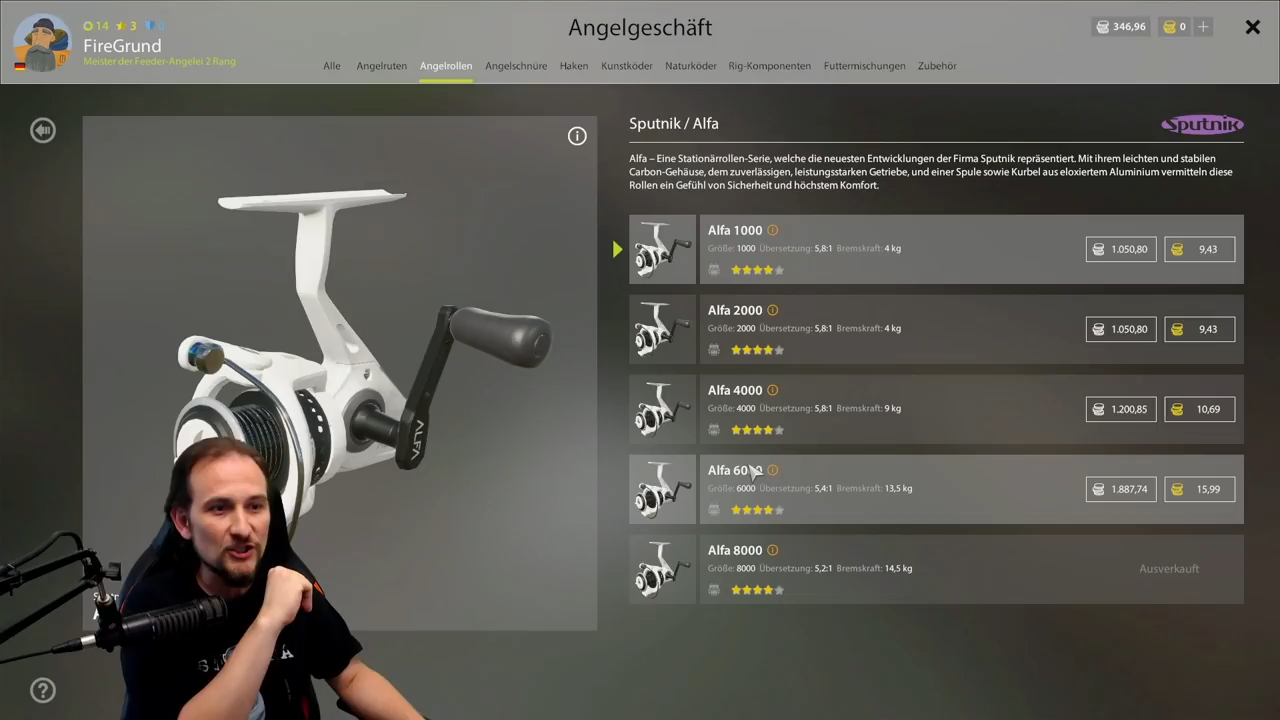 14 3
FireGrund
Meister der Feeder-Angelei 2 Rang
Angelgeschäft
346,96 0 +
Alle Angelruten Angelrollen Angelschnüre Haken Kunstköder Naturköder Rig-Komponenten Futtermischungen Zubehör
Sputnik / Alfa
Sputnik
Alfa – Eine Stationärrollen-Serie, welche die neuesten Entwicklungen der Firma Sputnik repräsentiert. Mit ihrem leichten und stabilen
Carbon-Gehäuse, dem zuverlässigen, leistungsstarken Getriebe, und einer Spule sowie Kurbel aus eloxiertem Aluminium vermitteln diese
Rollen ein Gefühl von Sicherheit und höchstem Komfort.
Alfa 1000
Größe: 1000 Übersetzung: 5,8:1 Bremskraft: 4 kg
1.050,80 9,43
Alfa 2000
Größe: 2000 Übersetzung: 5,8:1 Bremskraft: 4 kg
1.050,80 9,43
Alfa 4000
Größe: 4000 Übersetzung: 5,8:1 Bremskraft: 9 kg
1.200,85 10,69
Alfa 6000
Größe: 6000 Übersetzung: 5,4:1 Bremskraft: 13,5 kg
1.887,74 15,99
Alfa 8000
Größe: 8000 Übersetzung: 5,2:1 Bremskraft: 14,5 kg
Ausverkauft
ALFA
?